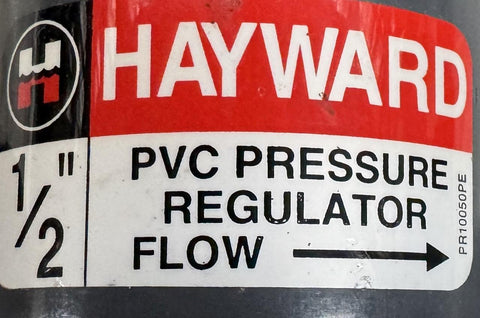 HAYWARD
1/2"
PVC PRESSURE
REGULATOR
FLOW →
PR10050PE